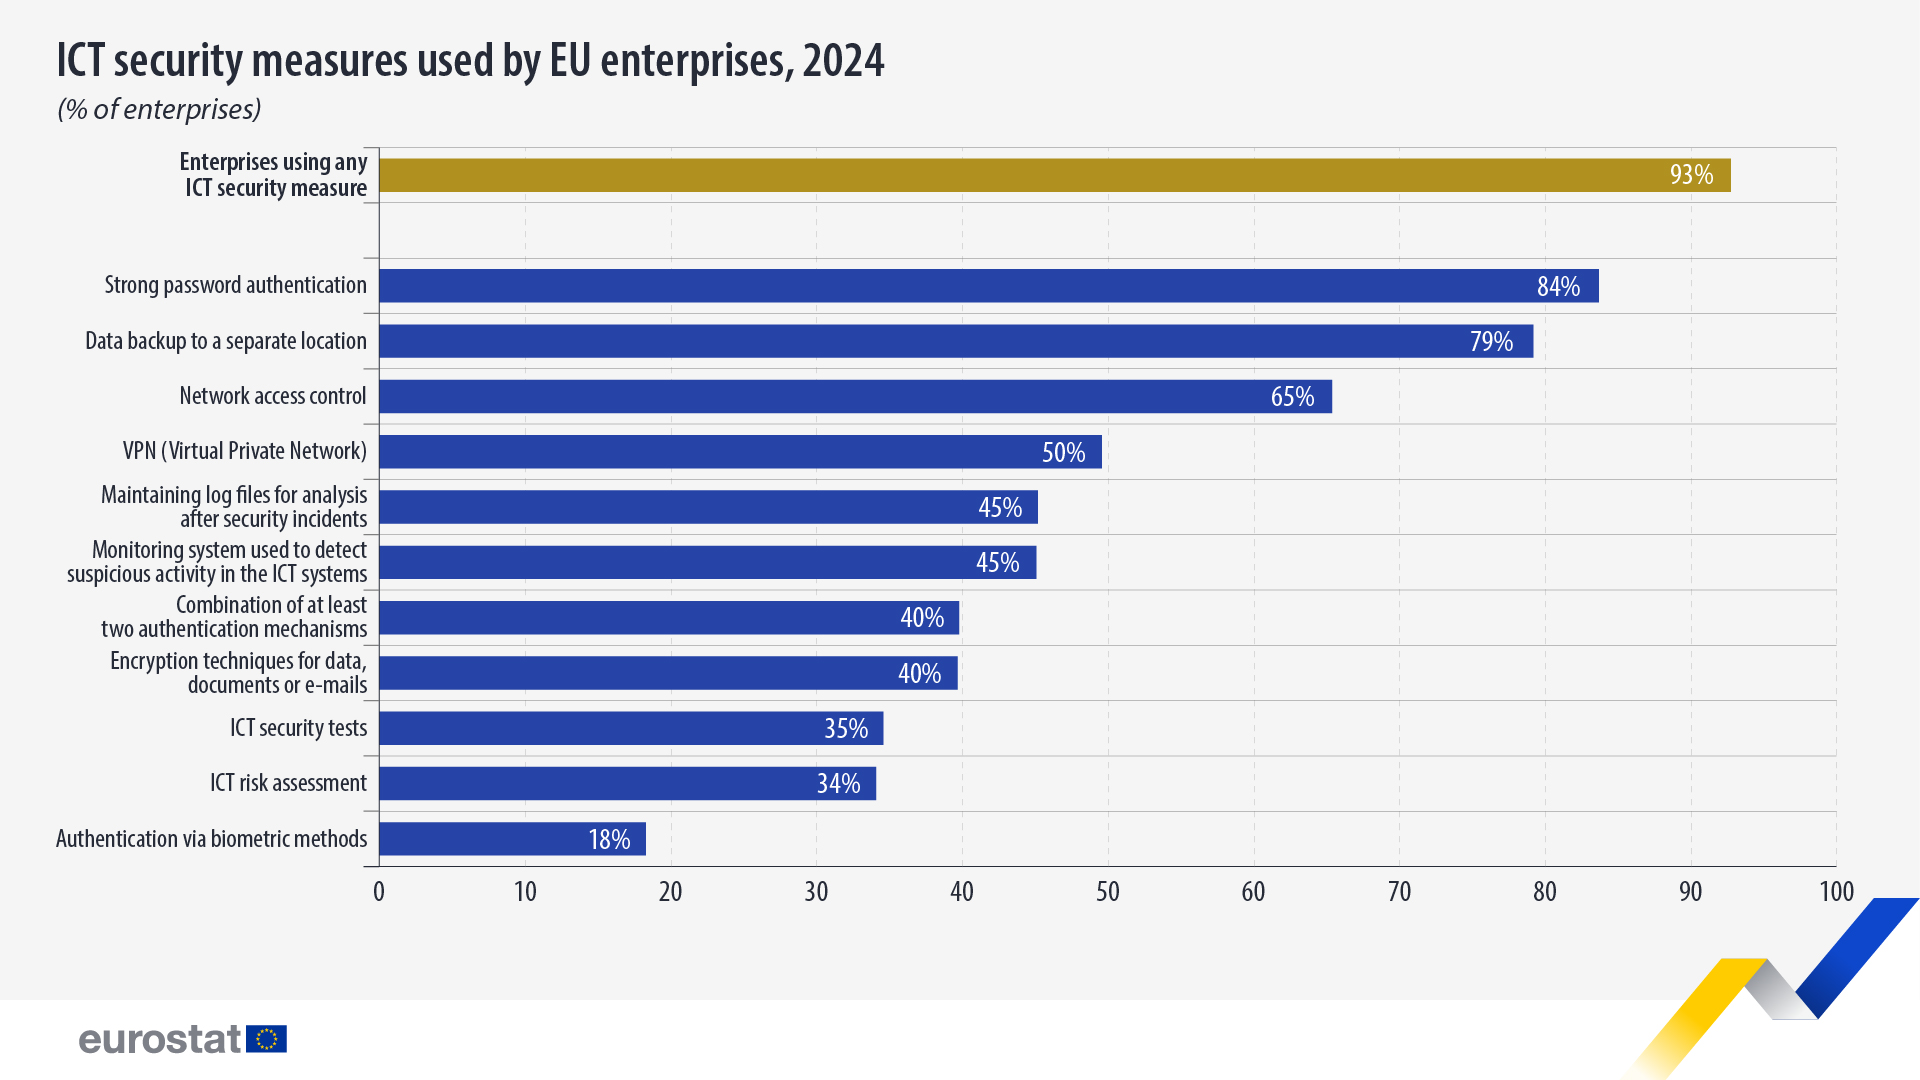 ICT security measures used by EU enterprises, 2024
(% of enterprises)
Enterprises using any
ICT security measure
93%
Strong password authentication
84%
Data backup to a separate location
79%
Network access control
65%
VPN (Virtual Private Network)
50%
Maintaining log files for analysis
after security incidents
45%
Monitoring system used to detect
suspicious activity in the ICT systems
45%
Combination of at least
two authentication mechanisms
40%
Encryption techniques for data,
documents or e-mails
40%
ICT security tests
35%
ICT risk assessment
34%
Authentication via biometric methods
18%
0 10 20 30 40 50 60 70 80 90 100
eurostat